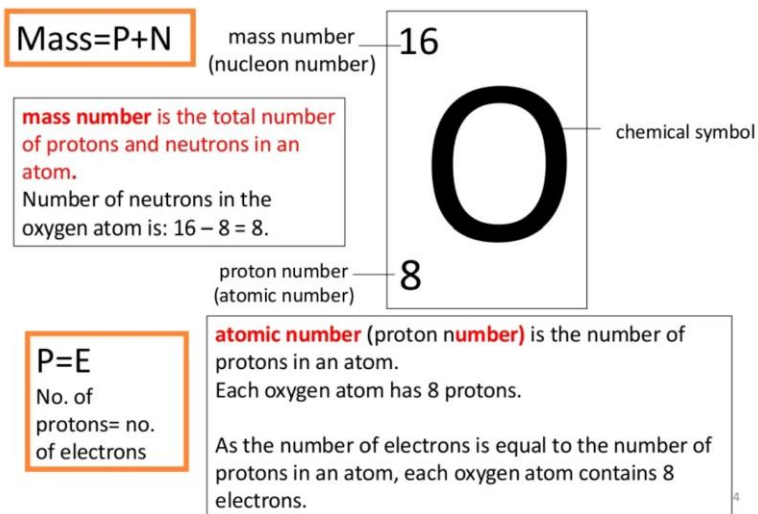 Mass=P+N
mass number
(nucleon number)
16
O
chemical symbol
mass number is the total number
of protons and neutrons in an
atom.
Number of neutrons in the
oxygen atom is: 16 – 8 = 8.
proton number
(atomic number)
8
P=E
No. of
protons= no.
of electrons
atomic number (proton number) is the number of
protons in an atom.
Each oxygen atom has 8 protons.
As the number of electrons is equal to the number of
protons in an atom, each oxygen atom contains 8
electrons.
4